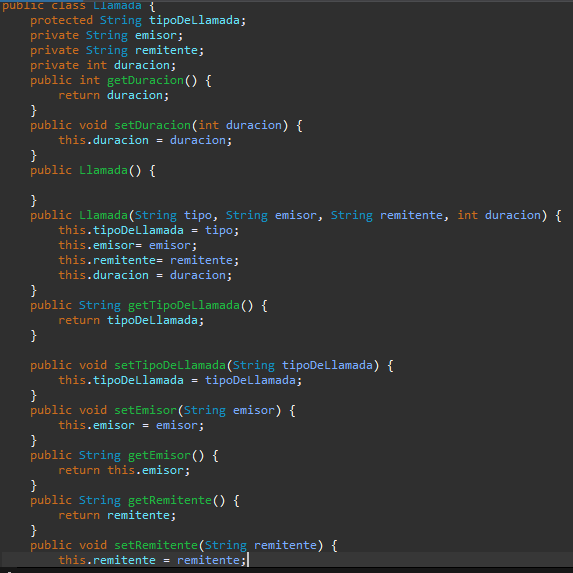 public class Llamada {
    protected String tipoDeLlamada;
    private String emisor;
    private String remitente;
    private int duracion;
    public int getDuracion() {
        return duracion;
    }
    public void setDuracion(int duracion) {
        this.duracion = duracion;
    }
    public Llamada() {

    }
    public Llamada(String tipo, String emisor, String remitente, int duracion) {
        this.tipoDeLlamada = tipo;
        this.emisor= emisor;
        this.remitente= remitente;
        this.duracion = duracion;
    }
    public String getTipoDeLlamada() {
        return tipoDeLlamada;
    }

    public void setTipoDeLlamada(String tipoDeLlamada) {
        this.tipoDeLlamada = tipoDeLlamada;
    }
    public void setEmisor(String emisor) {
        this.emisor = emisor;
    }
    public String getEmisor() {
        return this.emisor;
    }
    public String getRemitente() {
        return remitente;
    }
    public void setRemitente(String remitente) {
        this.remitente = remitente;